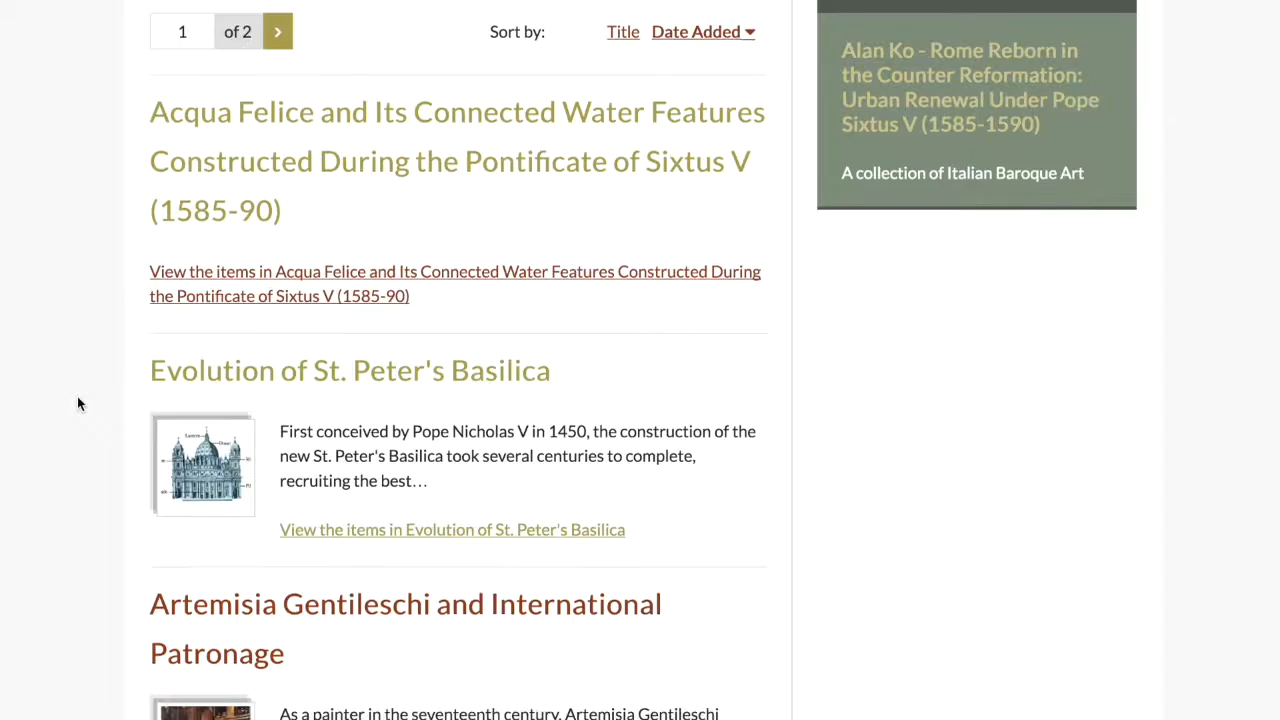 1 of 2
Sort by: Title Date Added
Acqua Felice and Its Connected Water Features
Constructed During the Pontificate of Sixtus V
(1585-90)
View the items in Acqua Felice and Its Connected Water Features Constructed During
the Pontificate of Sixtus V (1585-90)
Evolution of St. Peter's Basilica
First conceived by Pope Nicholas V in 1450, the construction of the
new St. Peter's Basilica took several centuries to complete,
recruiting the best…
View the items in Evolution of St. Peter's Basilica
Artemisia Gentileschi and International
Patronage
As a painter in the seventeenth century, Artemisia Gentileschi
Alan Ko - Rome Reborn in
the Counter Reformation:
Urban Renewal Under Pope
Sixtus V (1585-1590)
A collection of Italian Baroque Art